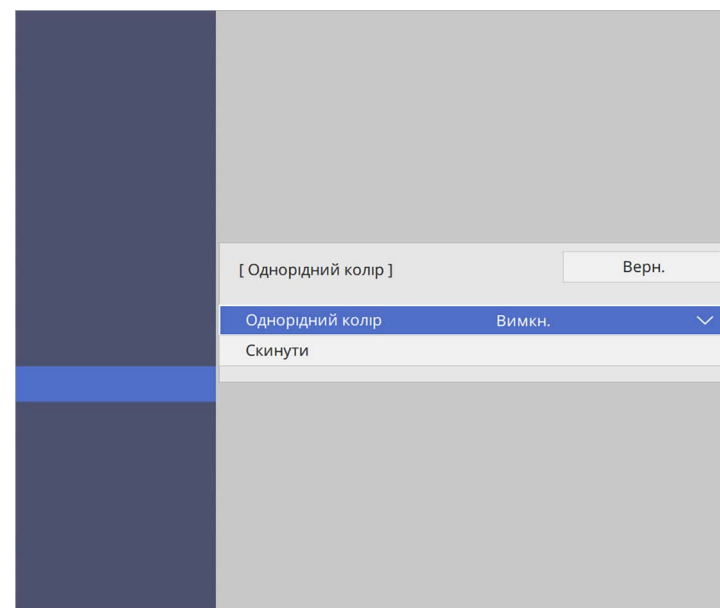 [ Однорідний колір ]
Верн.
Однорідний колір Вимкн.
Скинути